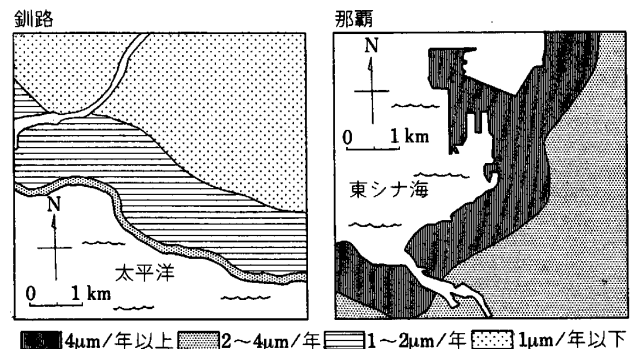 釧路
N
0 1 km
太平洋
那覇
N
0 1 km
東シナ海
4μm/年以上 2~4μm/年 1~2μm/年 1μm/年以下